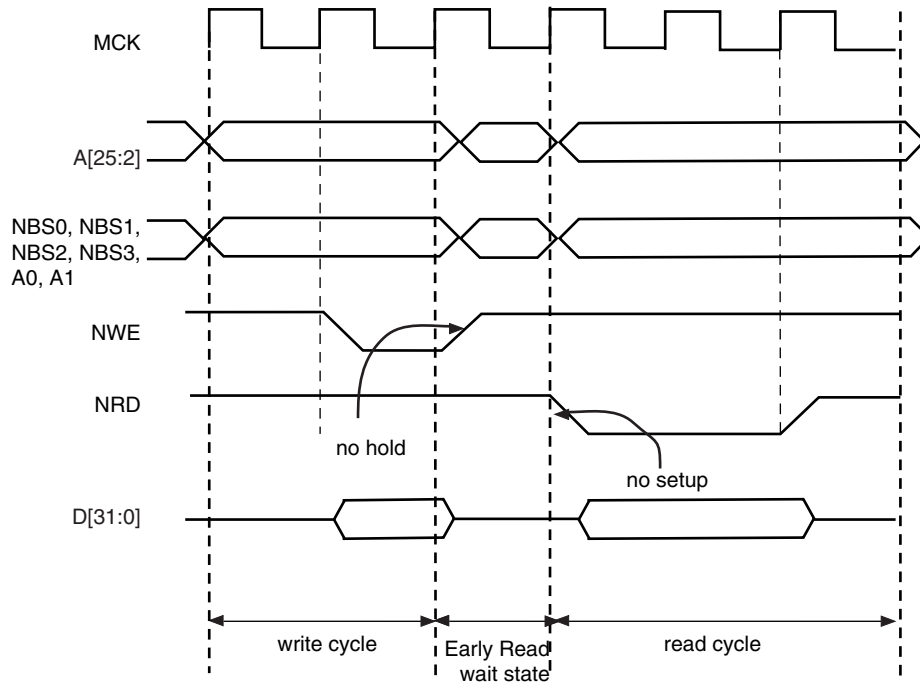 MCK
A[25:2]
NBS0, NBS1,
NBS2, NBS3,
A0, A1
NWE
NRD
no hold
no setup
D[31:0]
write cycle
Early Read
wait state
read cycle